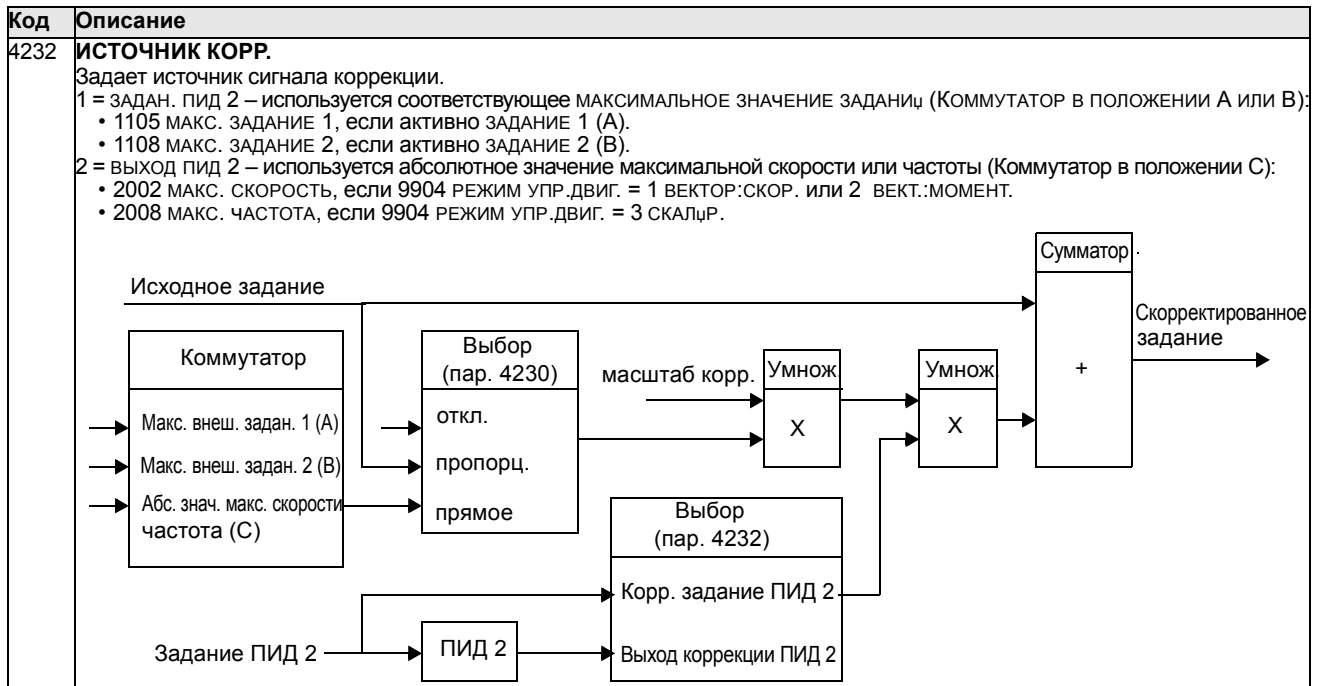 Код Описание
4232 ИСТОЧНИК КОРР.
Задает источник сигнала коррекции.
1 = ЗАДАН. ПИД 2 – используется соответствующее МАКСИМАЛЬНОЕ ЗНАЧЕНИЕ ЗАДАНИџ (КОММУТАТОР В ПОЛОЖЕНИИ А ИЛИ В):
• 1105 МАКС. ЗАДАНИЕ 1, если активно ЗАДАНИЕ 1 (А).
• 1108 МАКС. ЗАДАНИЕ 2, если активно ЗАДАНИЕ 2 (В).
2 = ВЫХОД ПИД 2 – используется абсолютное значение максимальной скорости или частоты (Коммутатор в положении С):
• 2002 МАКС. СКОРОСТЬ, если 9904 РЕЖИМ УПР.ДВИГ. = 1 ВЕКТОР:СКОР. или 2 ВЕКТ.:МОМЕНТ.
• 2008 МАКС. ЧАСТОТА, если 9904 РЕЖИМ УПР.ДВИГ. = 3 СКАЛџР.
Сумматор
+
Исходное задание
Скорректированное
задание
Коммутатор
Макс. внеш. задан. 1 (А)
Макс. внеш. задан. 2 (В)
Абс. знач. макс. скорости
частота (С)
Выбор
(пар. 4230)
откл.
пропорц.
прямое
масштаб корр.
Умнож.
X
Умнож.
X
Выбор
(пар. 4232)
Корр. задание ПИД 2
Выход коррекции ПИД 2
Задание ПИД 2
ПИД 2